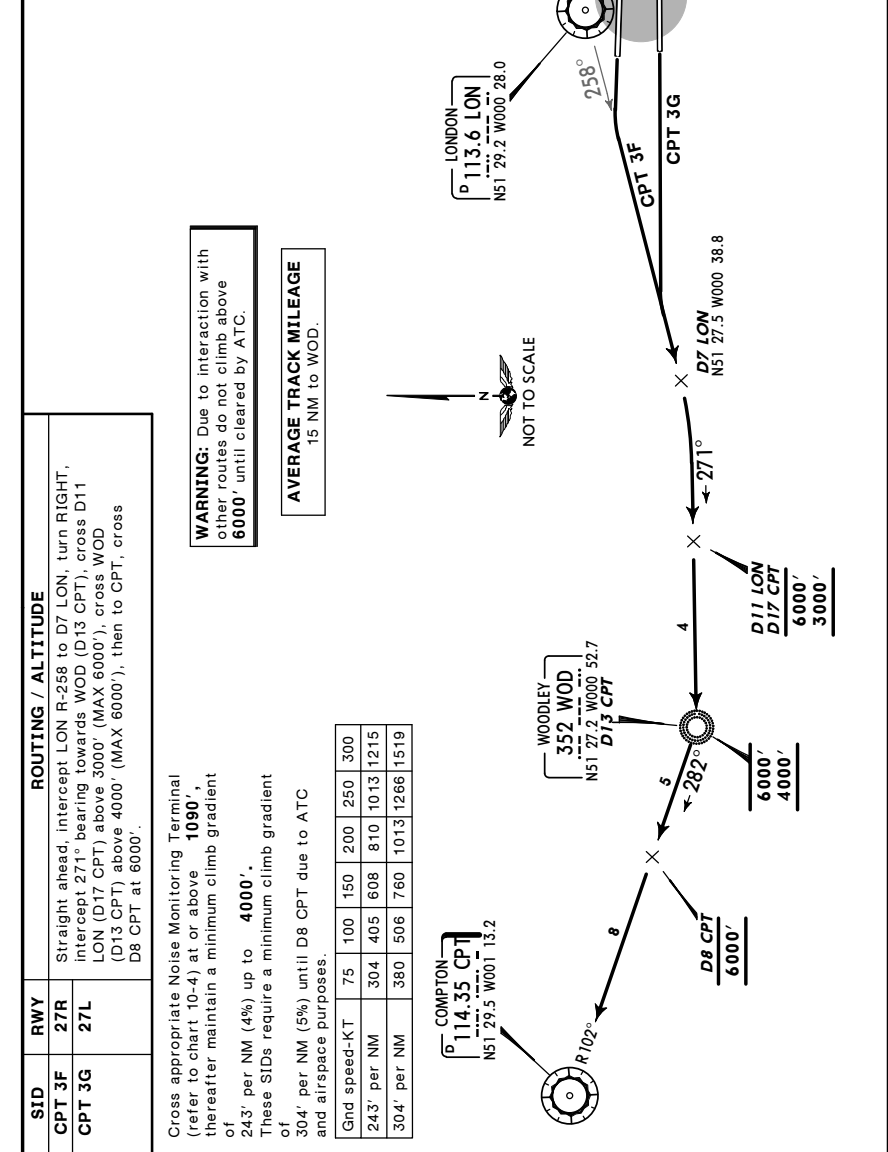 SID RWY ROUTING / ALTITUDE
CPT 3F 27R
CPT 3G 27L
Straight ahead, intercept LON R-258 to D7 LON, turn RIGHT,
intercept 271° bearing towards WOD (D13 CPT), cross D11
LON (D17 CPT) above 3000' (MAX 6000'), cross WOD
(D13 CPT) above 4000' (MAX 6000'), then to CPT, cross
D8 CPT at 6000'.
Cross appropriate Noise Monitoring Terminal
(refer to chart 10-4) at or above 1090',
thereafter maintain a minimum climb gradient
of
243' per NM (4%) up to 4000'.
These SIDs require a minimum climb gradient
of
304' per NM (5%) until D8 CPT due to ATC
and airspace purposes.
Gnd speed-KT 75 100 150 200 250 300
243' per NM 304 405 608 810 1013 1215
304' per NM 380 506 760 1013 1266 1519
WARNING: Due to interaction with
other routes do not climb above
6000' until cleared by ATC.
AVERAGE TRACK MILEAGE
15 NM to WOD.
N
NOT TO SCALE
COMPTON
D 114.35 CPT
N51 29.5 W001 13.2
R102°
8
D8 CPT
6000'
5
282°
WOODLEY
352 WOD
N51 27.2 W000 52.7
D13 CPT
6000'
4000'
4
D11 LON
D17 CPT
6000'
3000'
271°
D7 LON
N51 27.5 W000 38.8
CPT 3F
CPT 3G
258°
LONDON
D 113.6 LON
N51 29.2 W000 28.0